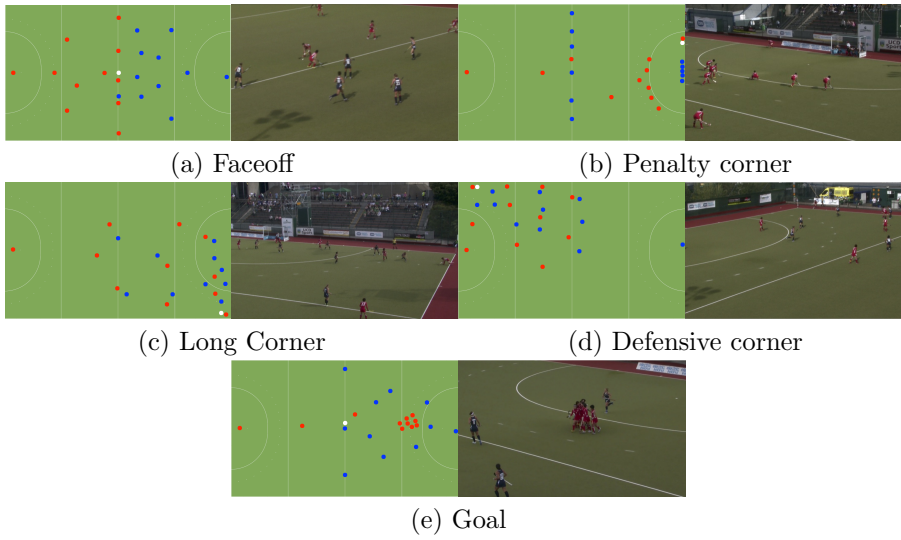 (a) Faceoff
(b) Penalty corner
(c) Long Corner
(d) Defensive corner
(e) Goal